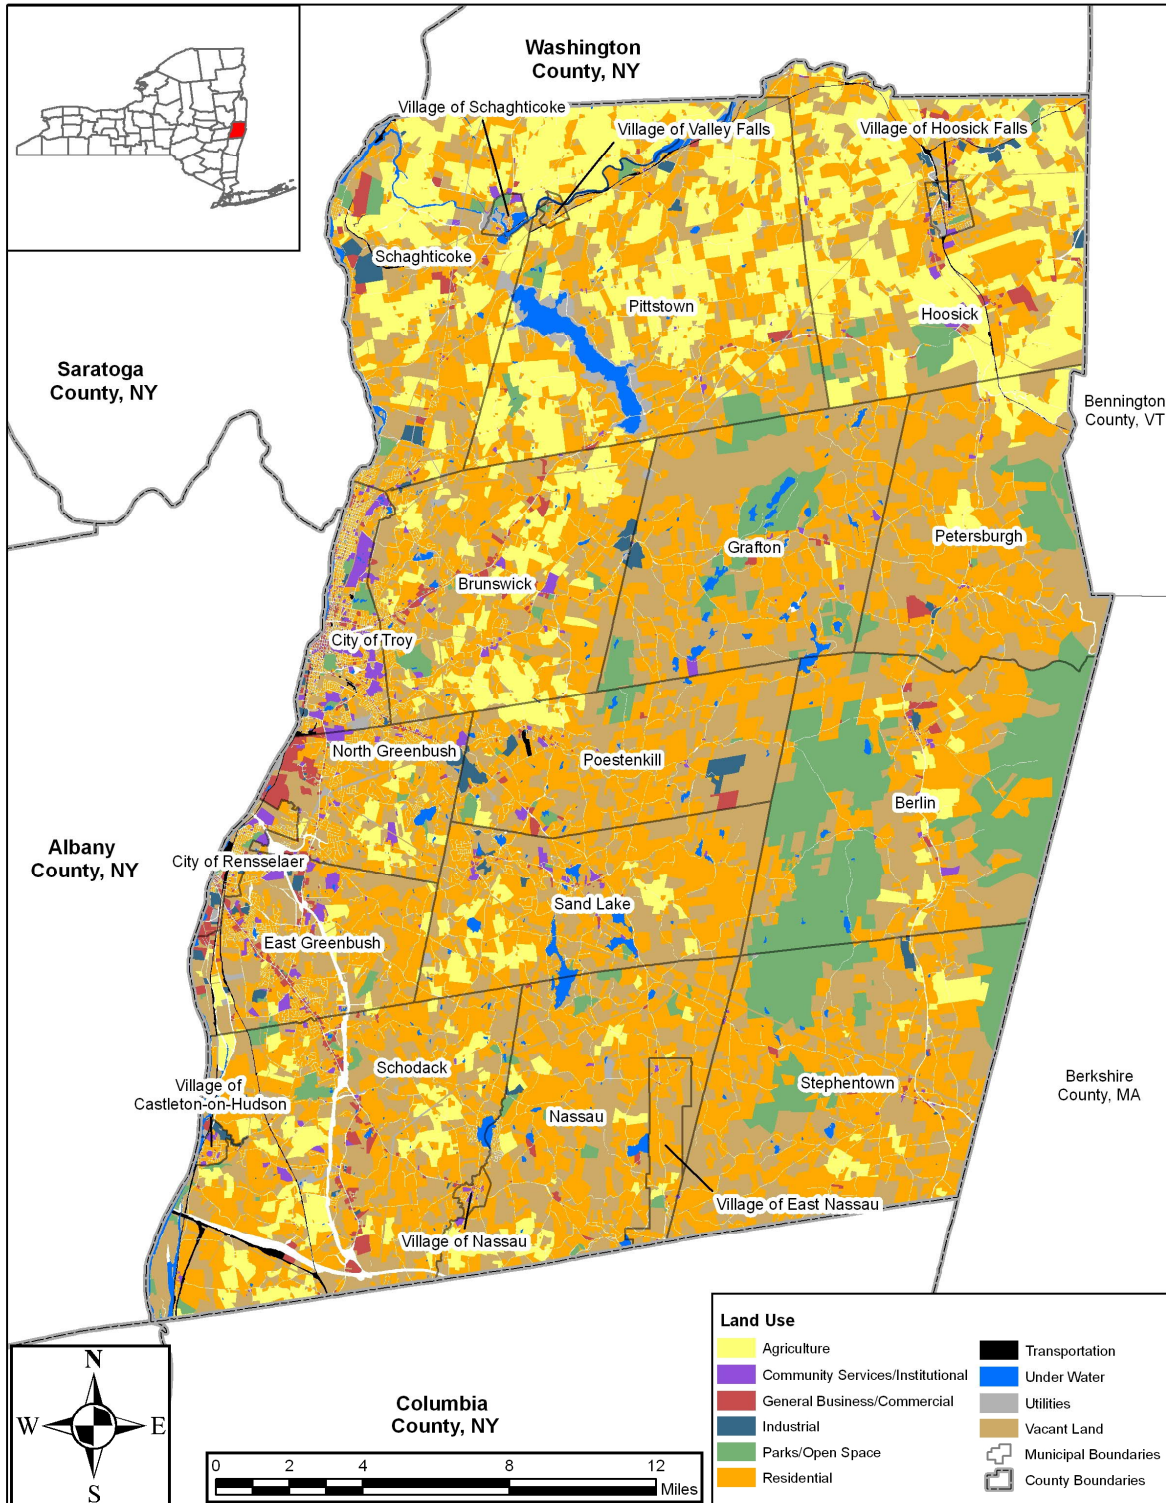 Washington
County, NY
Village of Schaghticoke
Village of Valley Falls
Village of Hoosick Falls
Schaghticoke
Pittstown
Hoosick
Saratoga
County, NY
Bennington
County, VT
Petersburgh
Grafton
Brunswick
City of Troy
North Greenbush
Poestenkill
Berlin
Albany
County, NY
City of Rensselaer
Sand Lake
East Greenbush
Schodack
Stephentown
Berkshire
County, MA
Village of
Castleton-on-Hudson
Nassau
Village of East Nassau
Village of Nassau
Columbia
County, NY
N
W
E
S
0 2 4 8 12
Miles
Land Use
Agriculture
Community Services/Institutional
General Business/Commercial
Industrial
Parks/Open Space
Residential
Transportation
Under Water
Utilities
Vacant Land
Municipal Boundaries
County Boundaries